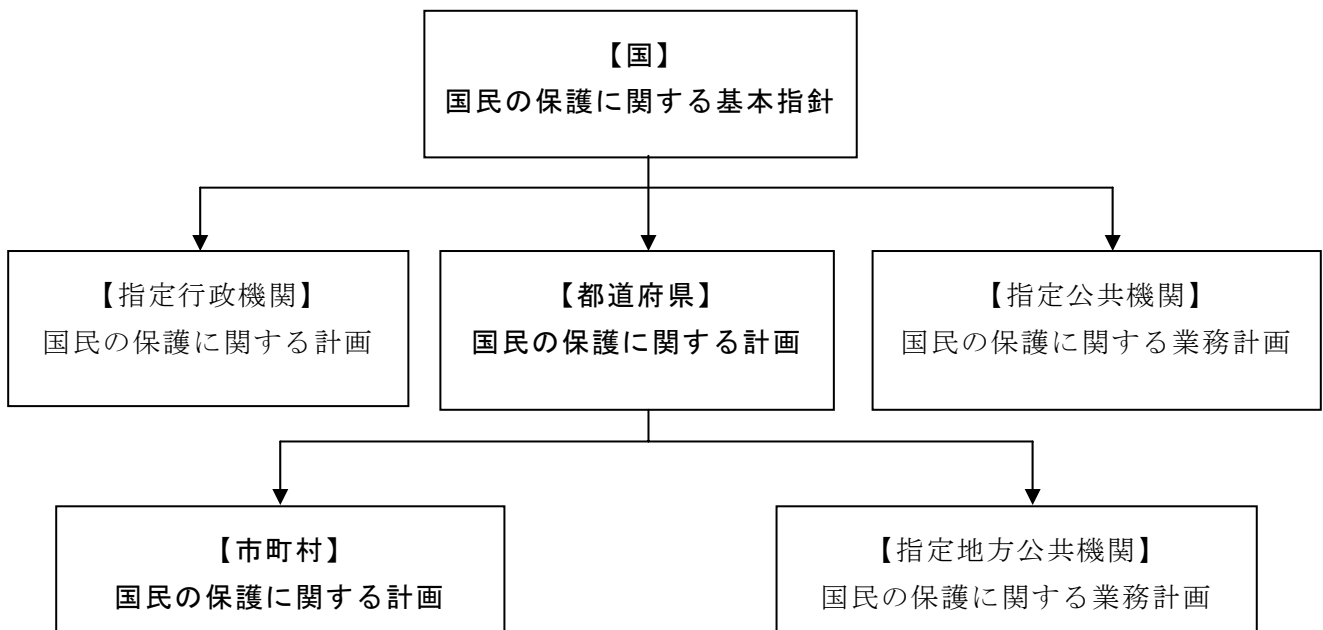 【国】
国民の保護に関する基本指針
【指定行政機関】
国民の保護に関する計画
【都道府県】
国民の保護に関する計画
【指定公共機関】
国民の保護に関する業務計画
【市町村】
国民の保護に関する計画
【指定地方公共機関】
国民の保護に関する業務計画